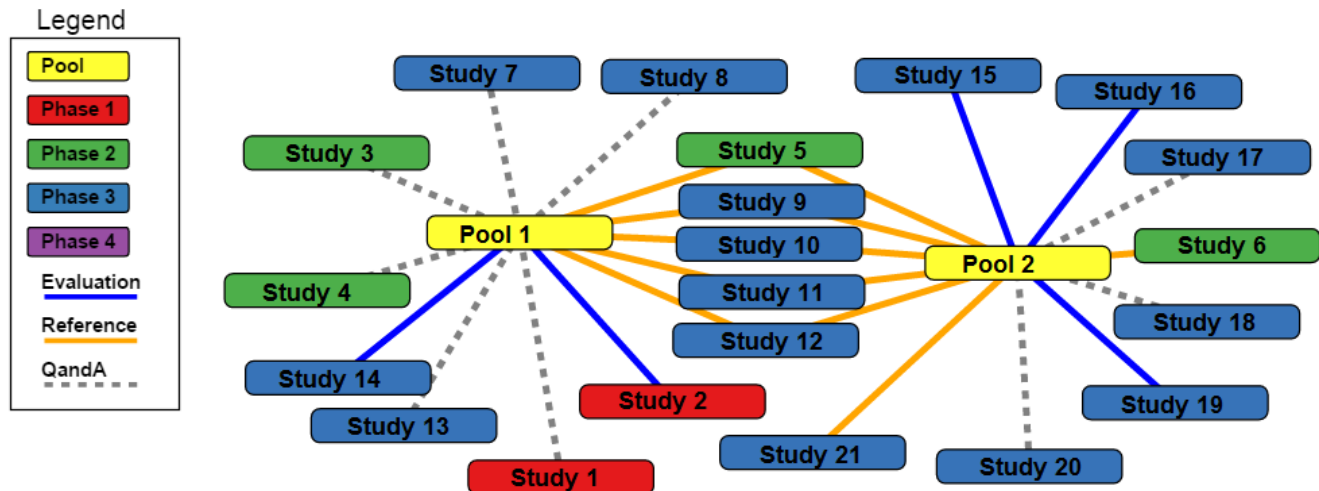 Legend
Pool
Phase 1
Phase 2
Phase 3
Phase 4
Evaluation
Reference
QandA
Study 7
Study 8
Study 15
Study 16
Study 3
Study 5
Study 17
Study 9
Pool 1
Study 10
Study 6
Pool 2
Study 4
Study 11
Study 18
Study 12
Study 14
Study 2
Study 19
Study 13
Study 21
Study 20
Study 1